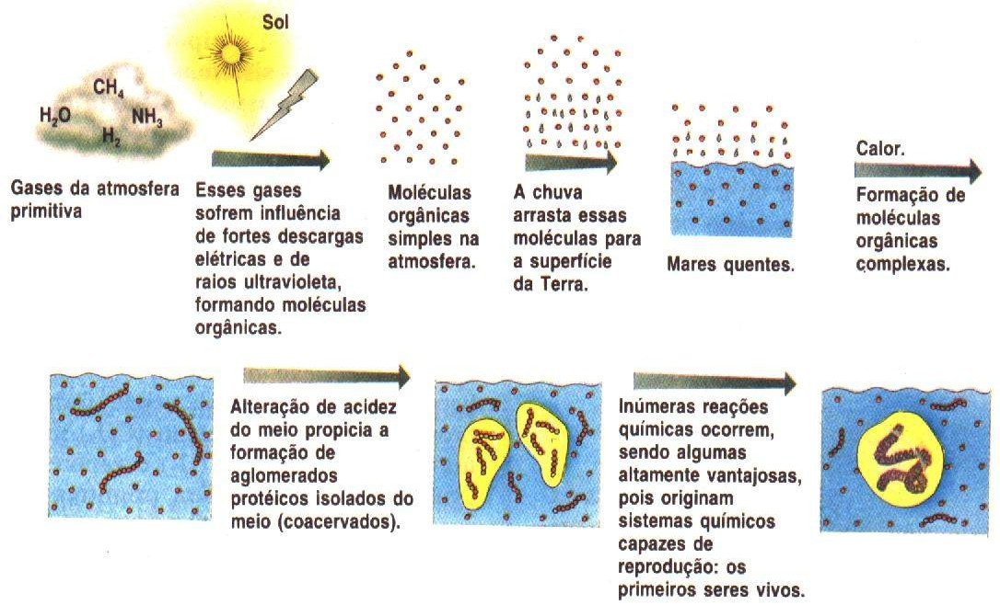 Sol
CH₄
H₂O
NH₃
H₂
Gases da atmosfera
primitiva
Esses gases
sofrem influência
de fortes descargas
elétricas e de
raios ultravioleta,
formando moléculas
orgânicas.
Moléculas
orgânicas
simples na
atmosfera.
A chuva
arrasta essas
moléculas para
a superfície
da Terra.
Mares quentes.
Calor.
Formação de
moléculas
orgânicas
complexas.
Alteração de acidez
do meio propicia a
formação de
aglomerados
protéicos isolados do
meio (coacervados).
Inúmeras reações
químicas ocorrem,
sendo algumas
altamente vantajosas,
pois originam
sistemas químicos
capazes de
reprodução: os
primeiros seres vivos.